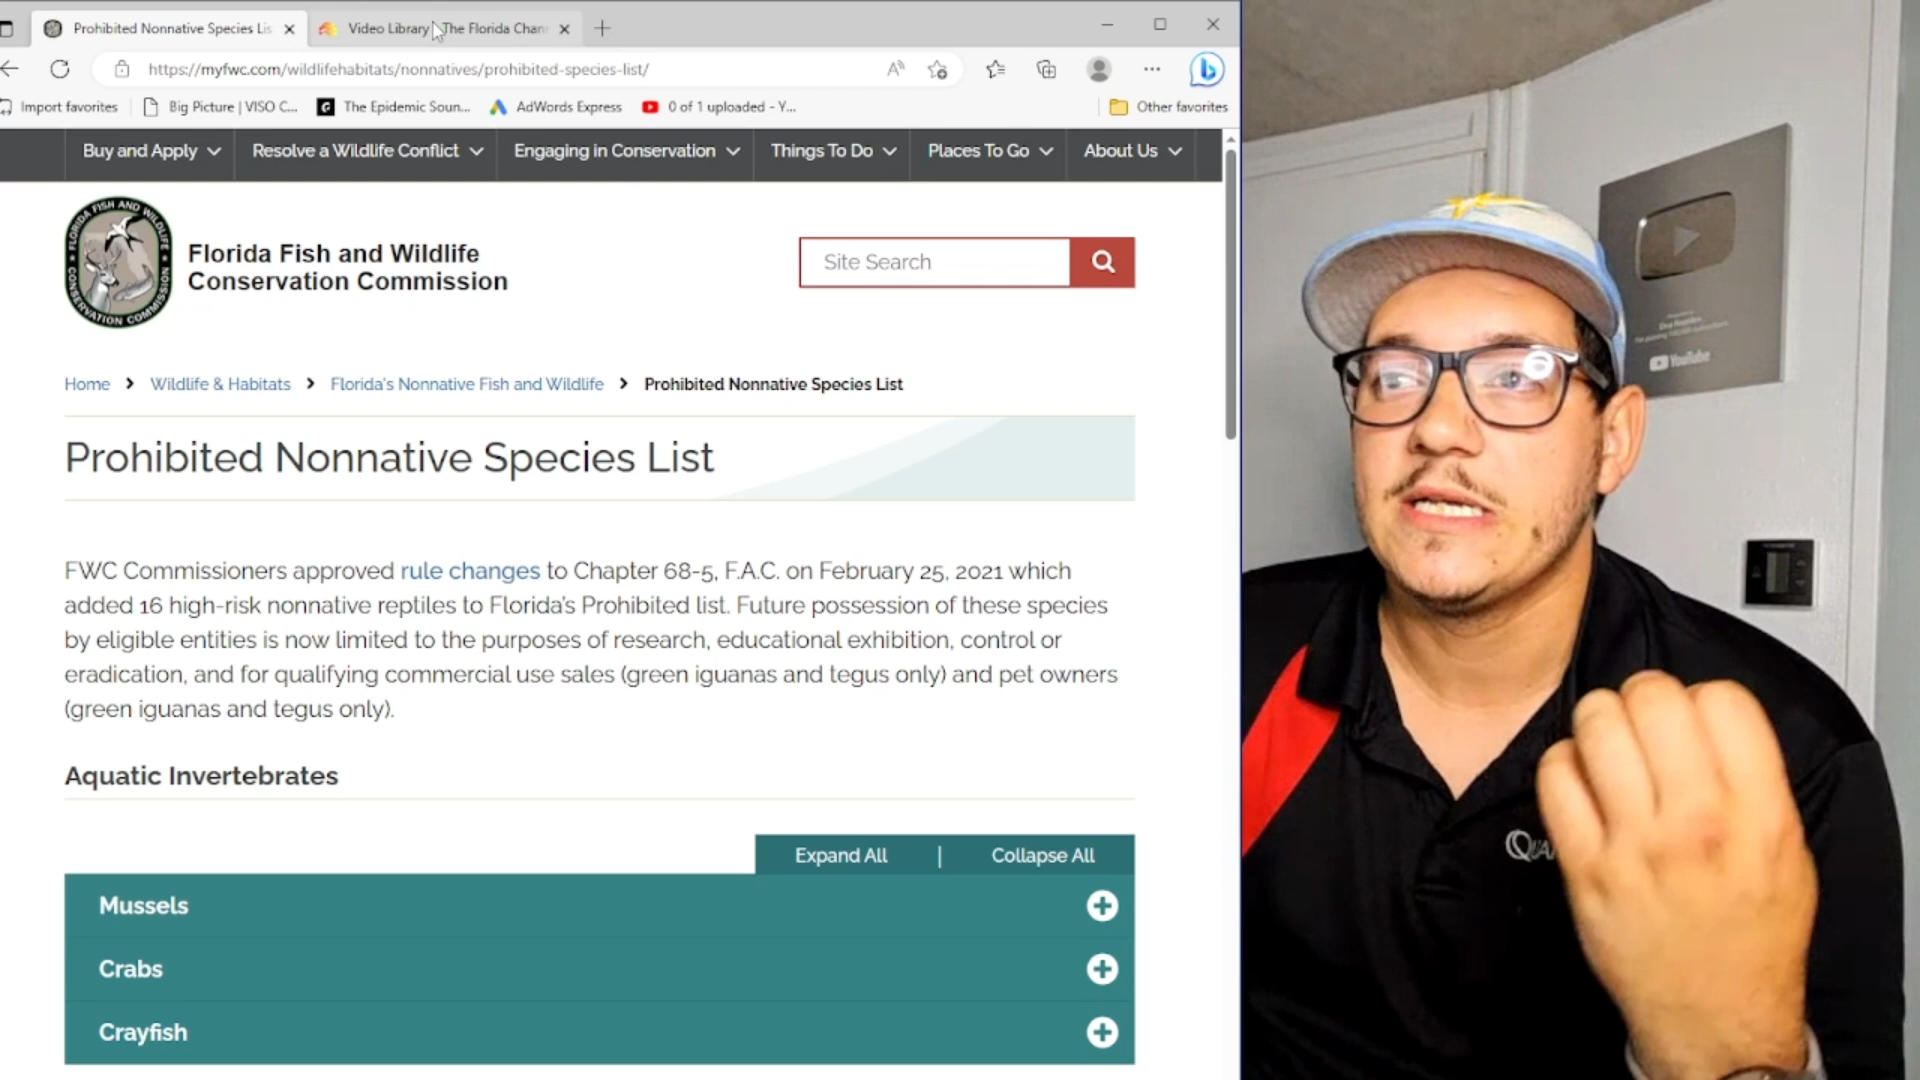 Prohibited Nonnative Species Lis
Video Library The Florida Chan
https://myfwc.com/wildlifehabitats/nonnatives/prohibited-species-list/
Import favorites
Big Picture | VISO C...
The Epidemic Soun...
AdWords Express
0 of 1 uploaded - Y...
Other favorites
Buy and Apply
Resolve a Wildlife Conflict
Engaging in Conservation
Things To Do
Places To Go
About Us
FLORIDA FISH AND WILDLIFE
CONSERVATION COMMISSION
Florida Fish and Wildlife
Conservation Commission
Site Search
Home
Wildlife & Habitats
Florida's Nonnative Fish and Wildlife
Prohibited Nonnative Species List
Prohibited Nonnative Species List
FWC Commissioners approved rule changes to Chapter 68-5, F.A.C. on February 25, 2021 which
added 16 high-risk nonnative reptiles to Florida's Prohibited list. Future possession of these species
by eligible entities is now limited to the purposes of research, educational exhibition, control or
eradication, and for qualifying commercial use sales (green iguanas and tegus only) and pet owners
(green iguanas and tegus only).
Aquatic Invertebrates
Expand All | Collapse All
Mussels
Crabs
Crayfish
YouTube